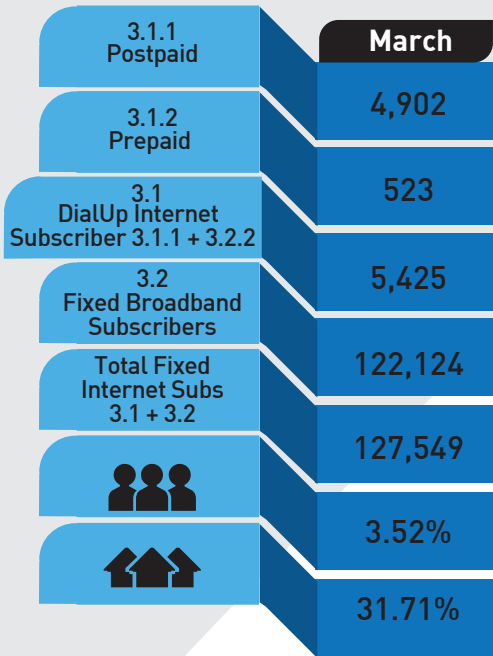 March
3.1.1
Postpaid
4,902
3.1.2
Prepaid
523
3.1
DialUp Internet
Subscriber 3.1.1 + 3.2.2
5,425
3.2
Fixed Broadband
Subscribers
122,124
Total Fixed
Internet Subs
3.1 + 3.2
127,549
3.52%
31.71%